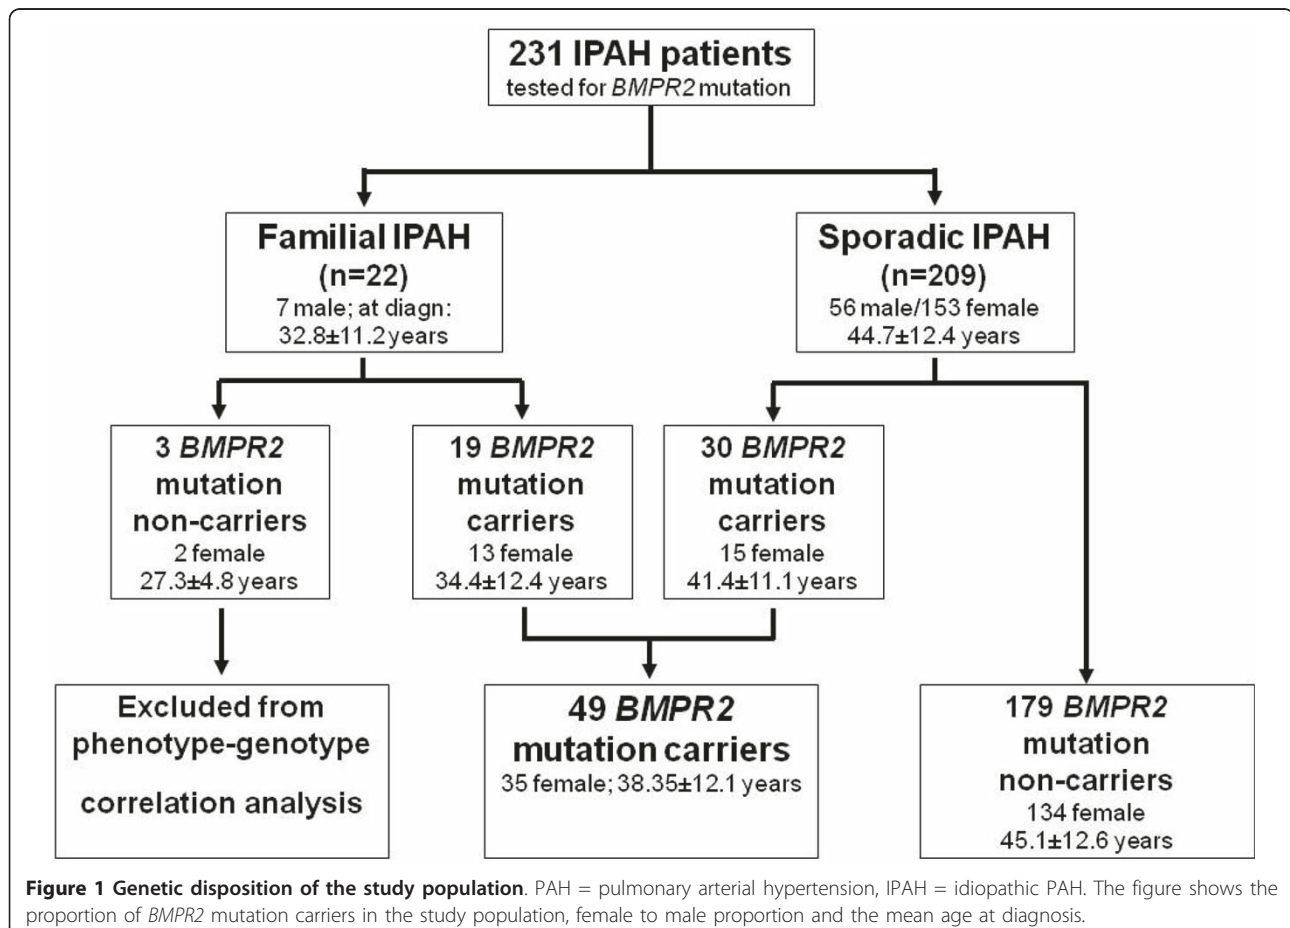 231 IPAH patients
tested for BMPR2 mutation
Familial IPAH
(n=22)
7 male; at diagn:
32.8±11.2 years
Sporadic IPAH
(n=209)
56 male/153 female
44.7±12.4 years
3 BMPR2
mutation
non-carriers
2 female
27.3±4.8 years
19 BMPR2
mutation
carriers
13 female
34.4±12.4 years
30 BMPR2
mutation
carriers
15 female
41.4±11.1 years
Excluded from
phenotype-genotype
correlation analysis
49 BMPR2
mutation carriers
35 female; 38.35±12.1 years
179 BMPR2
mutation
non-carriers
134 female
45.1±12.6 years
Figure 1 Genetic disposition of the study population. PAH = pulmonary arterial hypertension, IPAH = idiopathic PAH. The figure shows the
proportion of BMPR2 mutation carriers in the study population, female to male proportion and the mean age at diagnosis.